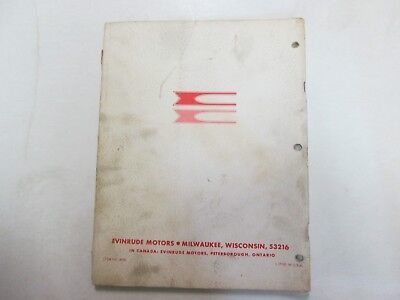 EVINRUDE MOTORS • MILWAUKEE, WISCONSIN, 53216
IN CANADA: EVINRUDE MOTORS, PETERBOROUGH, ONTARIO